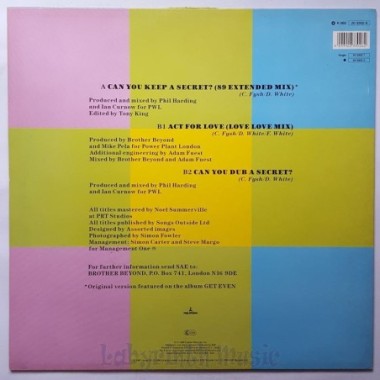 A CAN YOU KEEP A SECRET? (89 EXTENDED MIX)*
(C. Fysh/D. White)
Produced and mixed by Phil Harding
and Ian Curnow for PWL
Edited by Tony King
B1 ACT FOR LOVE (LOVE LOVE MIX)
(C. Fysh/D. White/F. White)
Produced by Brother Beyond
and Mike Pela for Power Plant London
Additional engineering by Adam Fuest
Mixed by Brother Beyond and Adam Fuest
B2 CAN YOU DUB A SECRET?
(C. Fysh/D. White)
Produced and mixed by Phil Harding
and Ian Curnow for PWL
All titles mastered by Noel Summerville
at PRT Studios
All titles published by Songs Outside Ltd
Designed by Assorted images
Photographed by Simon Fowler
Management: Simon Carter and Steve Margo
for Management One
For further information send SAE to:
BROTHER BEYOND, P.O. Box 741, London N16 9DE
*Original version featured on the album GET EVEN
Labyrinth Music